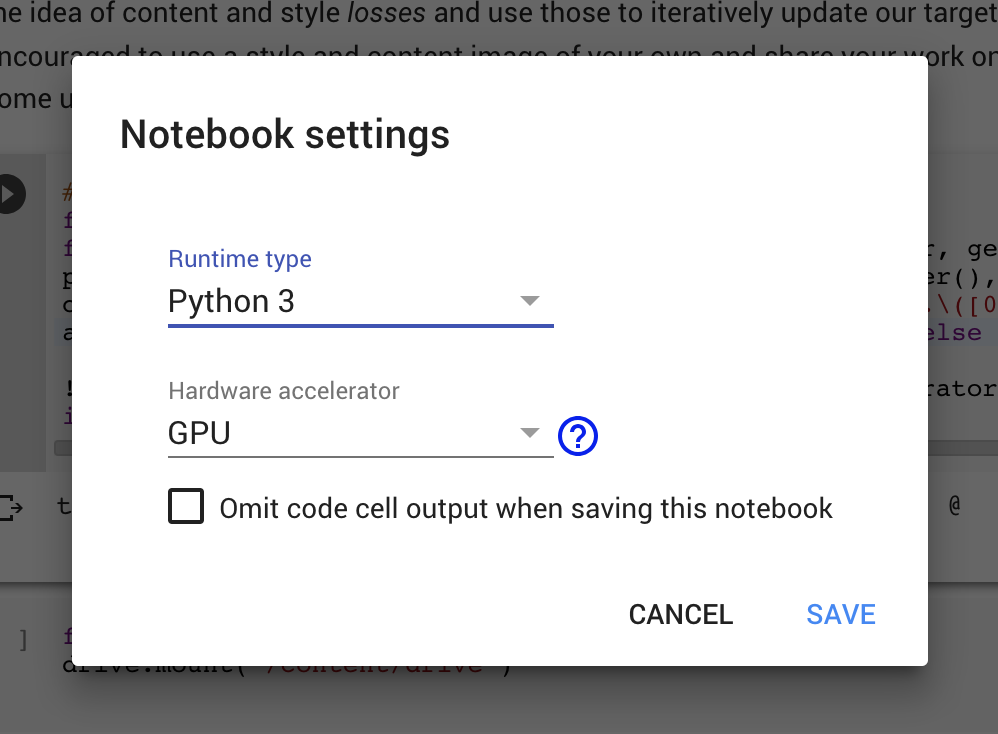 he idea of content and style losses and use those to iteratively update our target
ncouraged to use a style and content image of your own and share your work on
ome u
Notebook settings
#
f
Runtime type
f r, ge
p er(),
Python 3
c .\([0
a else
Hardware accelerator
! rator
i
GPU
?
t Omit code cell output when saving this notebook @
CANCEL SAVE
] f
drive.mount('/content/drive')